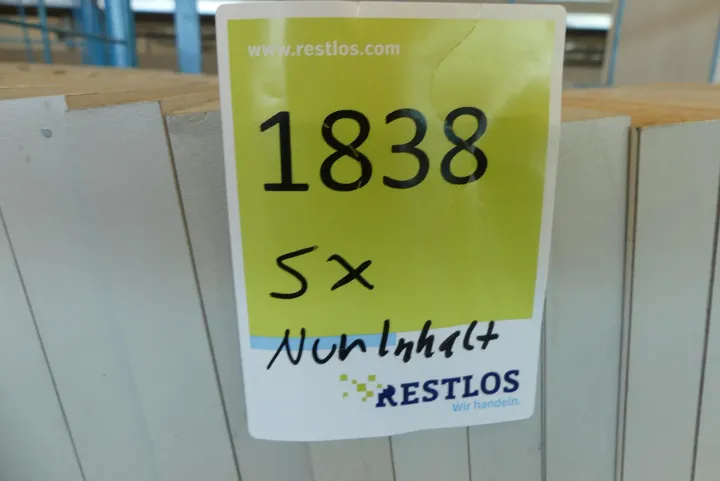 www.restlos.com
1838
5x
Nur Inhalt
RESTLOS
Wir handeln.